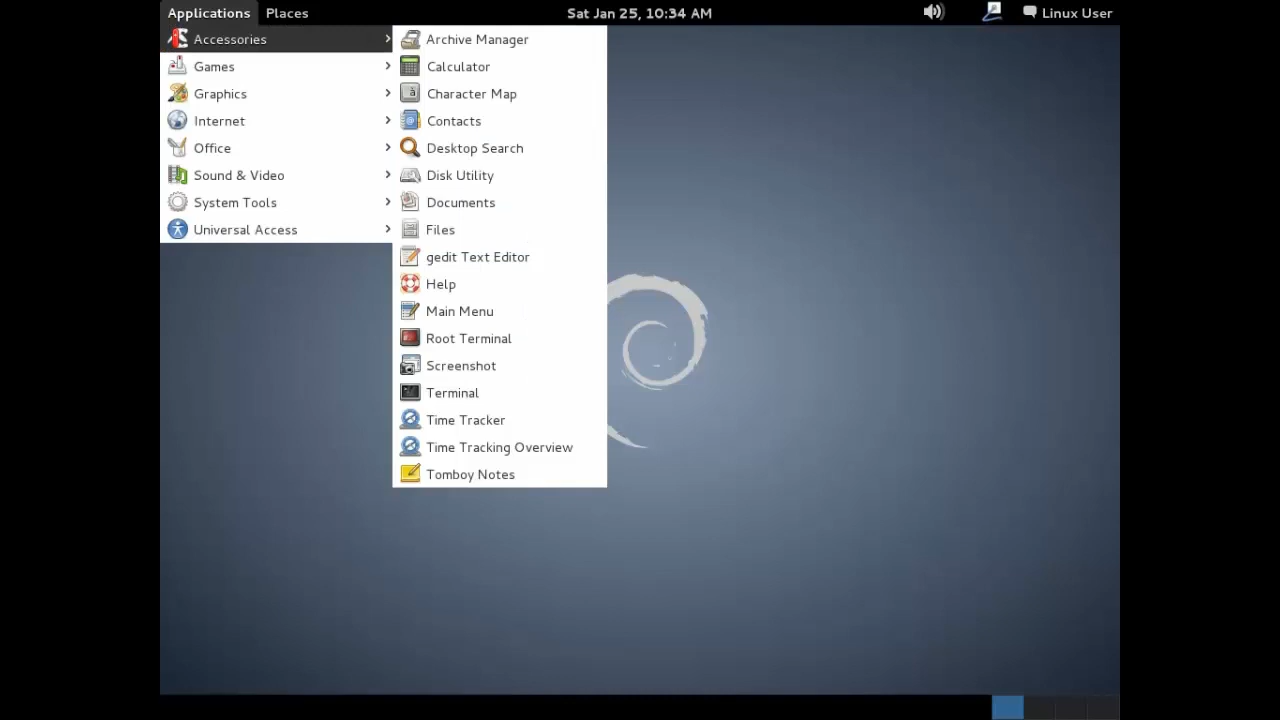 Applications Places Sat Jan 25, 10:34 AM Linux User
Accessories
Games
Graphics
Internet
Office
Sound & Video
System Tools
Universal Access
Archive Manager
Calculator
Character Map
Contacts
Desktop Search
Disk Utility
Documents
Files
gedit Text Editor
Help
Main Menu
Root Terminal
Screenshot
Terminal
Time Tracker
Time Tracking Overview
Tomboy Notes